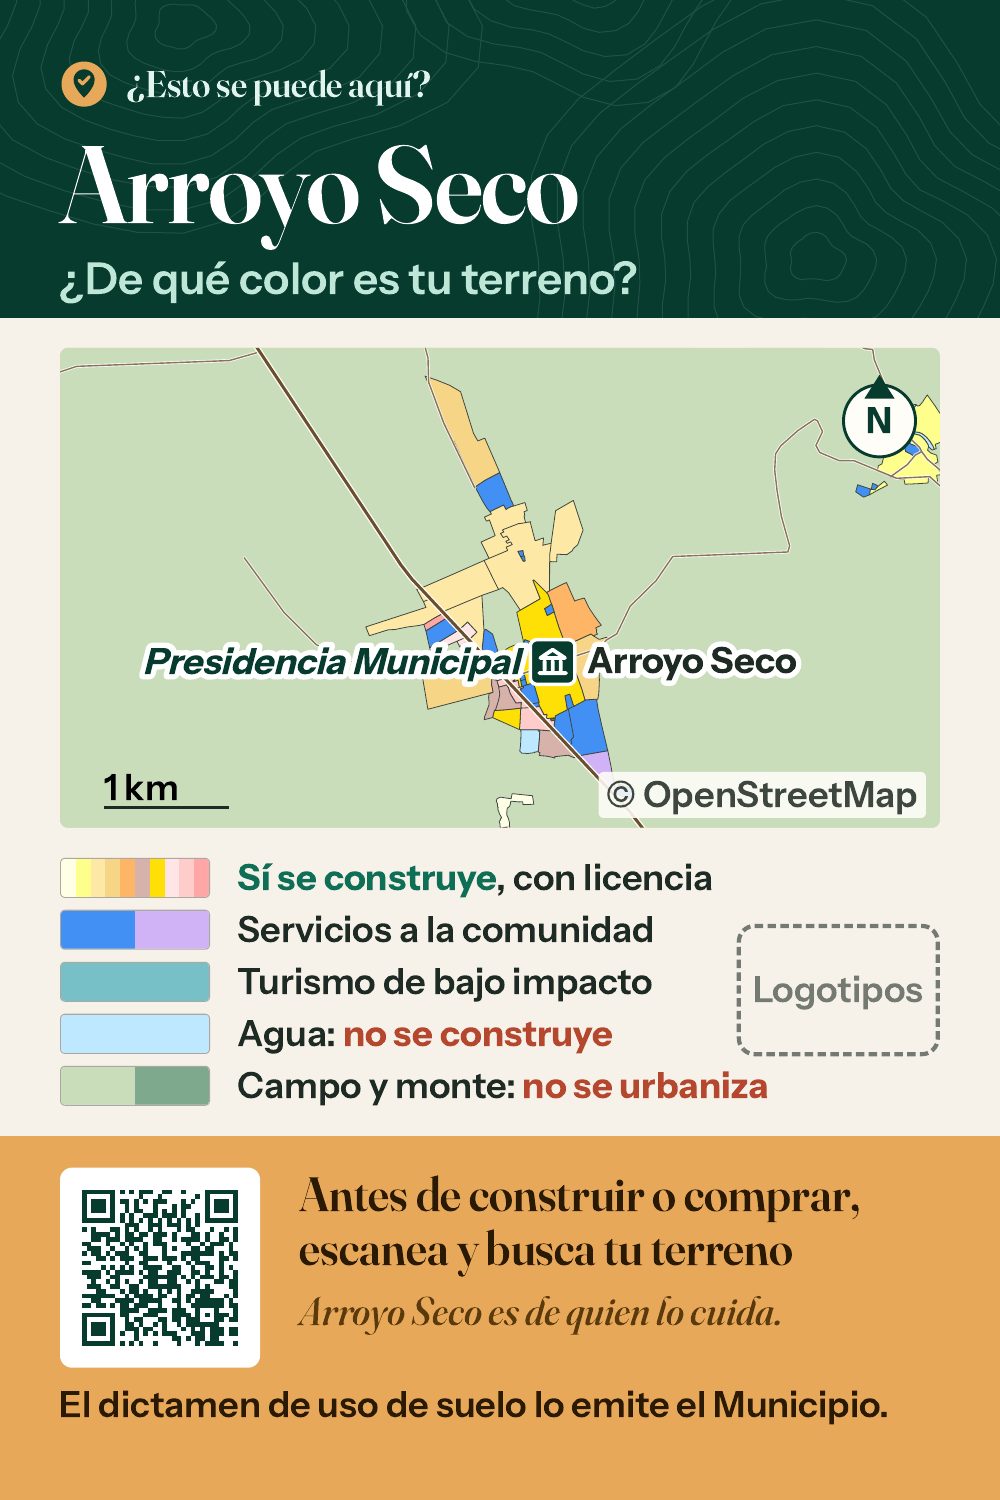 ¿Esto se puede aquí?
Arroyo Seco
¿De qué color es tu terreno?
N
Presidencia Municipal
Arroyo Seco
1 km
© OpenStreetMap
Sí se construye, con licencia
Servicios a la comunidad
Turismo de bajo impacto
Agua: no se construye
Campo y monte: no se urbaniza
Logotipos
Antes de construir o comprar,
escanea y busca tu terreno
Arroyo Seco es de quien lo cuida.
El dictamen de uso de suelo lo emite el Municipio.